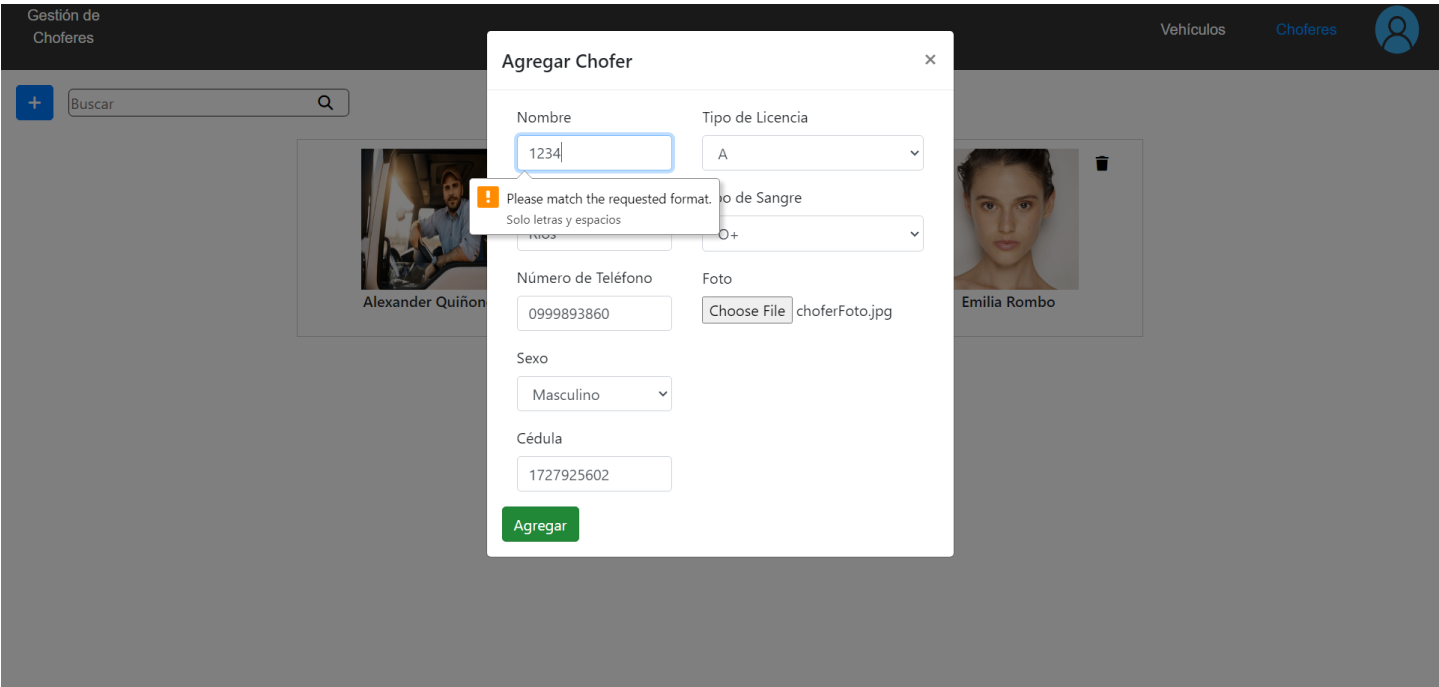 Gestión de
Choferes
Vehículos
Choferes
+
Buscar
Agregar Chofer
×
Nombre
Tipo de Licencia
1234
A
! Please match the requested format.
Solo letras y espacios
de Sangre
O+
Número de Teléfono
Foto
0999893860
Choose File choferFoto.jpg
Sexo
Masculino
Cédula
1727925602
Agregar
Alexander Quiñon
Emilia Rombo